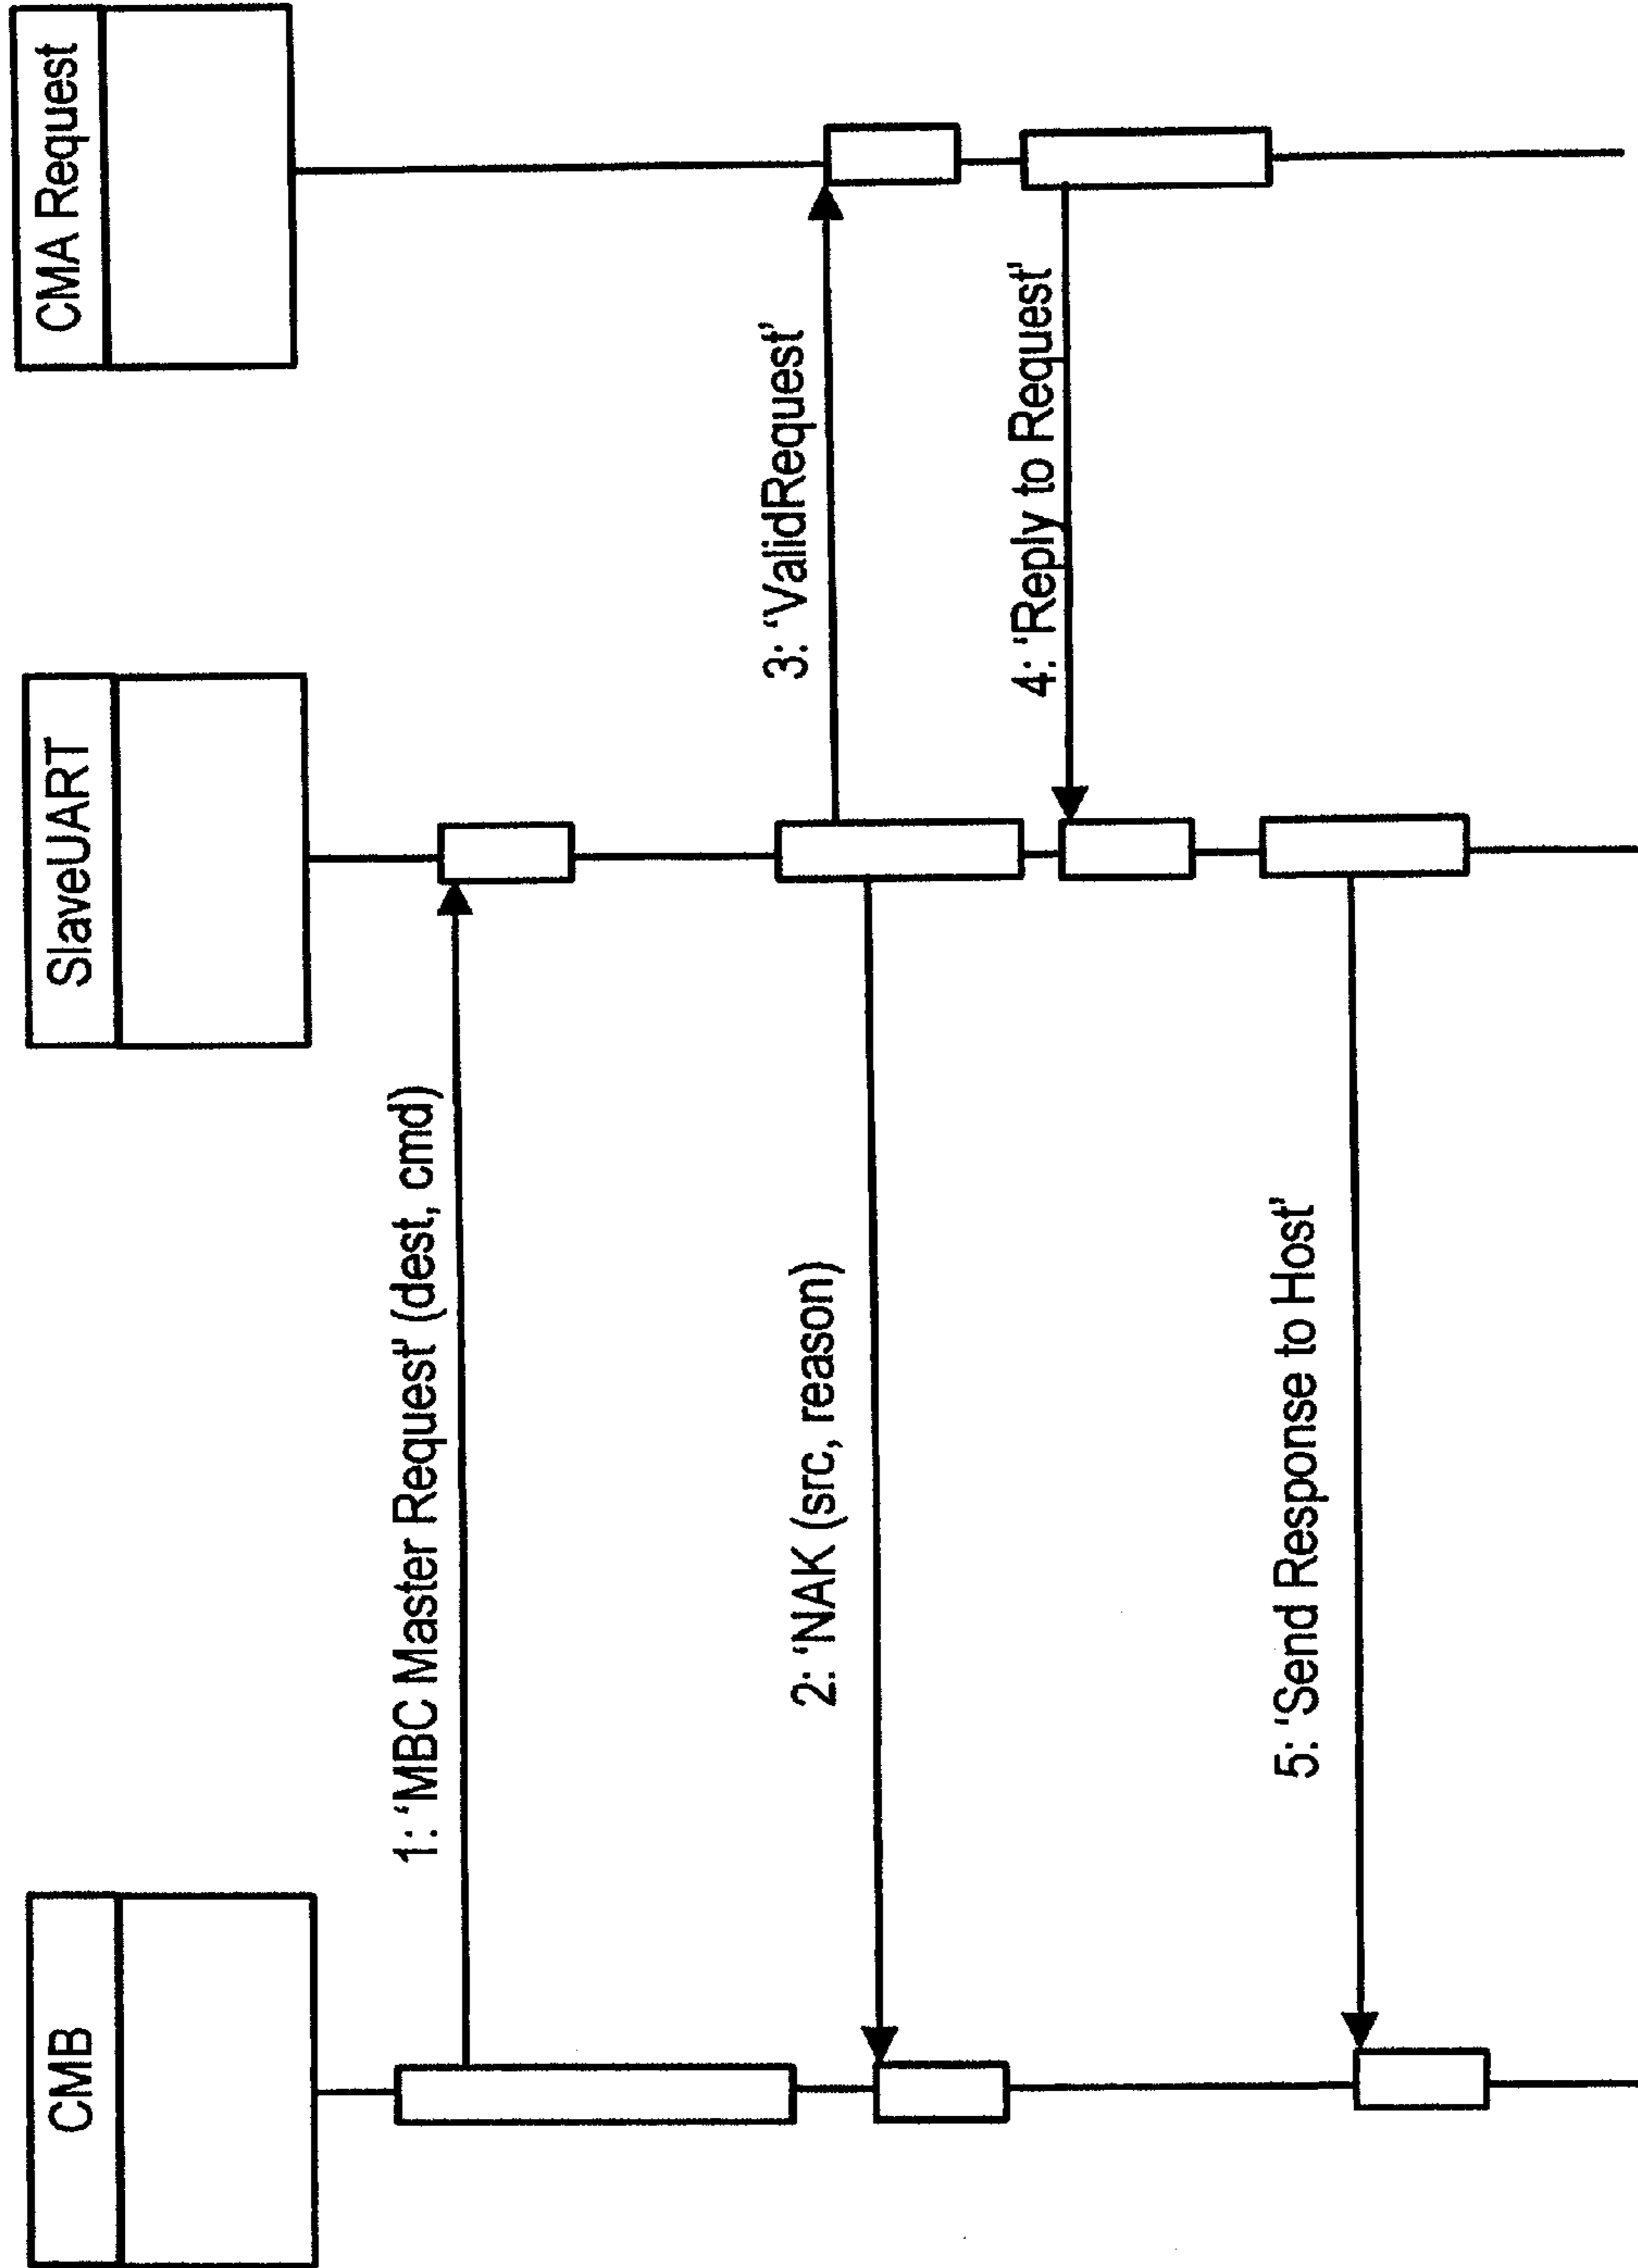 CMB
SlaveUART
CMA Request
1: ‘MBC Master Request’ (dest, cmd)
2: ‘NAK (src, reason)
3: ‘ValidRequest’
4: ‘Reply to Request’
5: ‘Send Response to Host’